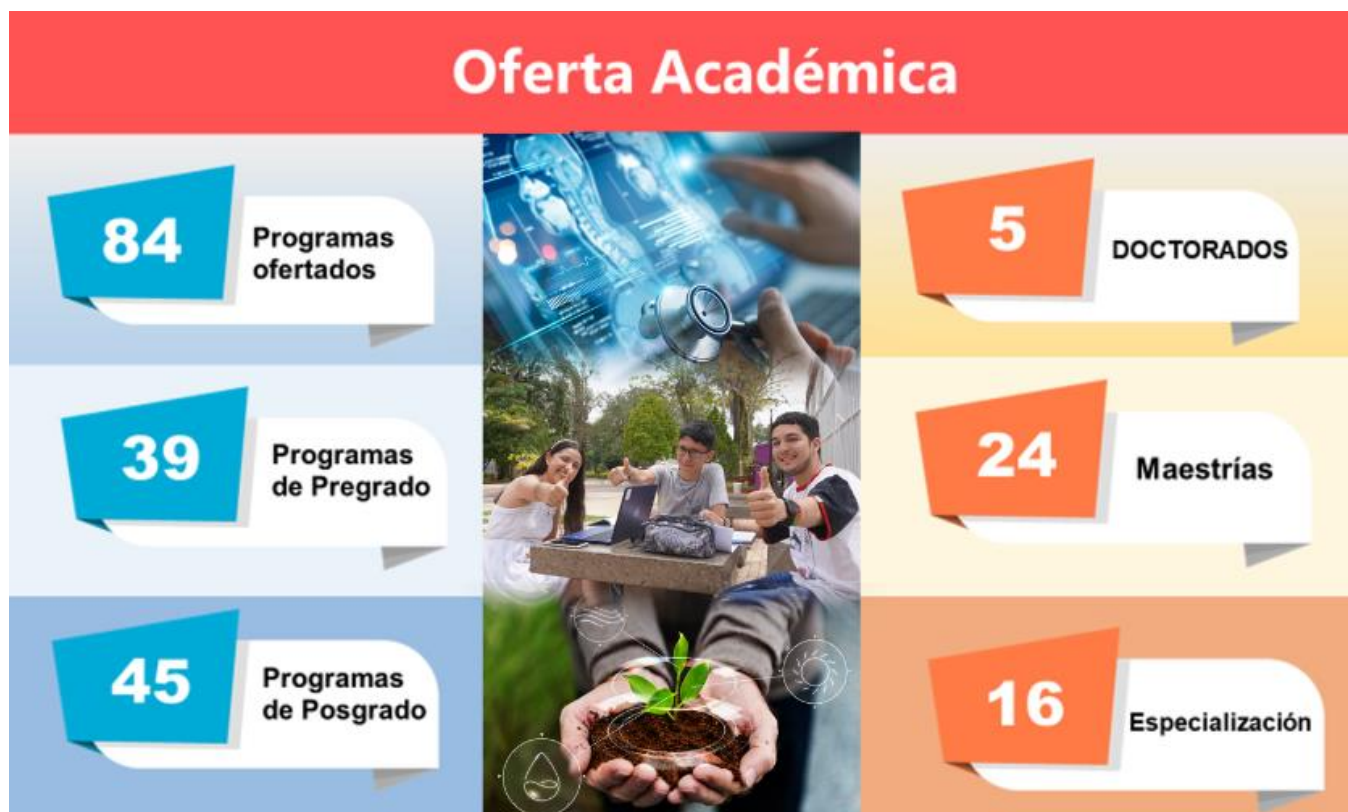 Oferta Académica
84
Programas
ofertados
39
Programas
de Pregrado
45
Programas
de Posgrado
5
DOCTORADOS
24
Maestrías
16
Especialización